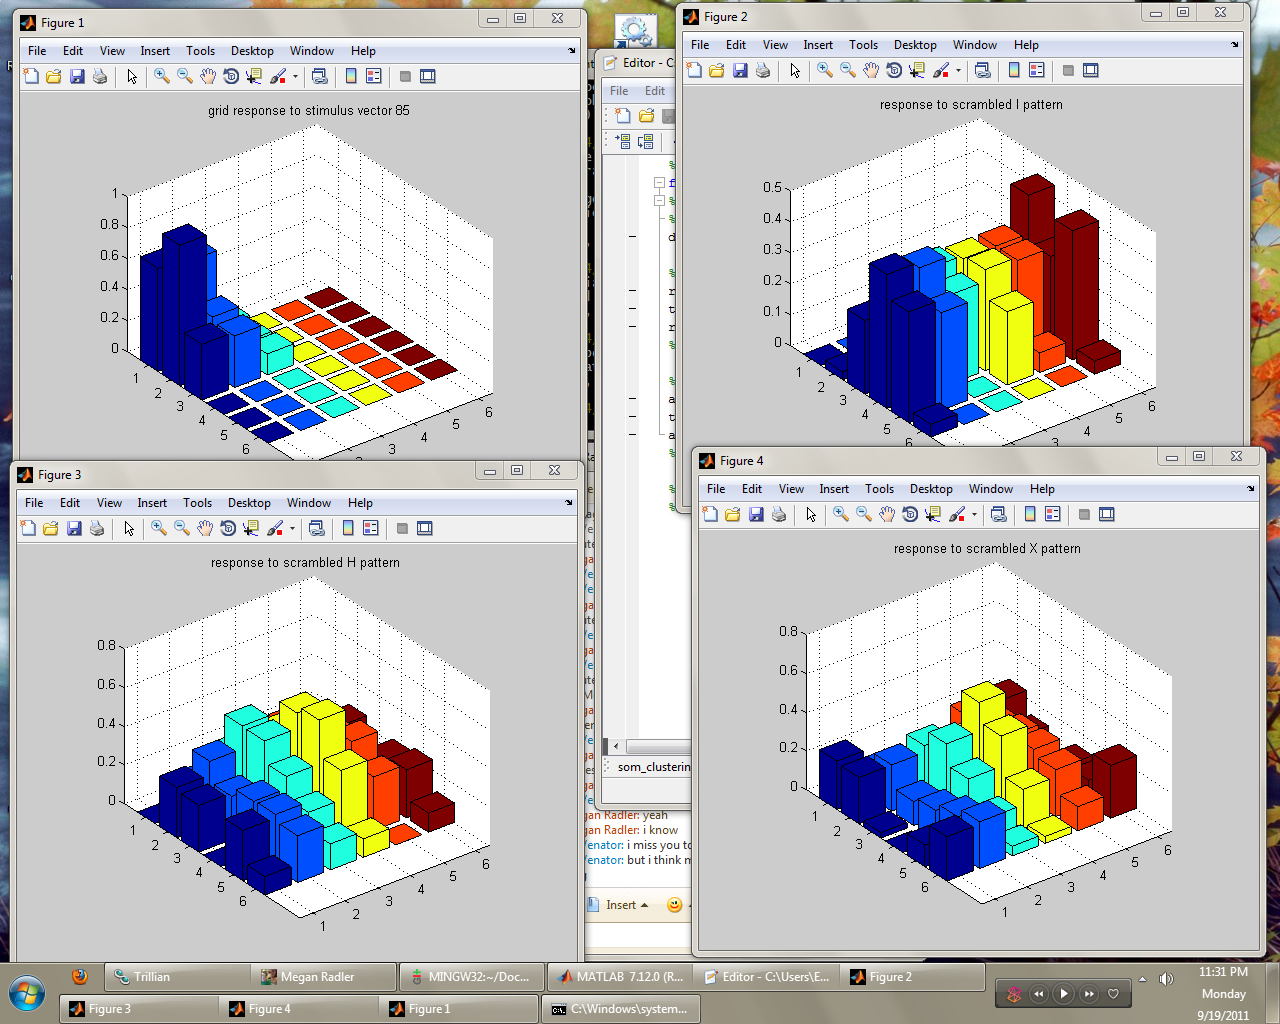 Figure 1
File Edit View Insert Tools Desktop Window Help
grid response to stimulus vector 85
1
0.8
0.6
0.4
0.2
0
1
2
3
4
5
6
3
4
5
6
Editor - C
File Edit
som_clusterin
Figure 2
File Edit View Insert Tools Desktop Window Help
response to scrambled I pattern
0.5
0.4
0.3
0.2
0.1
0
1
2
3
4
5
6
1
2
3
4
5
6
Figure 3
File Edit View Insert Tools Desktop Window Help
response to scrambled H pattern
0.8
0.6
0.4
0.2
0
1
2
3
4
5
6
1
2
3
4
5
6
Figure 4
File Edit View Insert Tools Desktop Window Help
response to scrambled X pattern
0.8
0.6
0.4
0.2
0
1
2
3
4
5
6
1
2
3
4
5
6
gan Radler: yeah
gan Radler: i know
Venator: i miss you to
Venator: but i think m
Insert
Trillian
Megan Radler
MINGW32:~/Doc...
MATLAB 7.12.0 (R...
Editor - C:\Users\E...
Figure 2
Figure 3
Figure 4
Figure 1
C:\Windows\system...
11:31 PM
Monday
9/19/2011